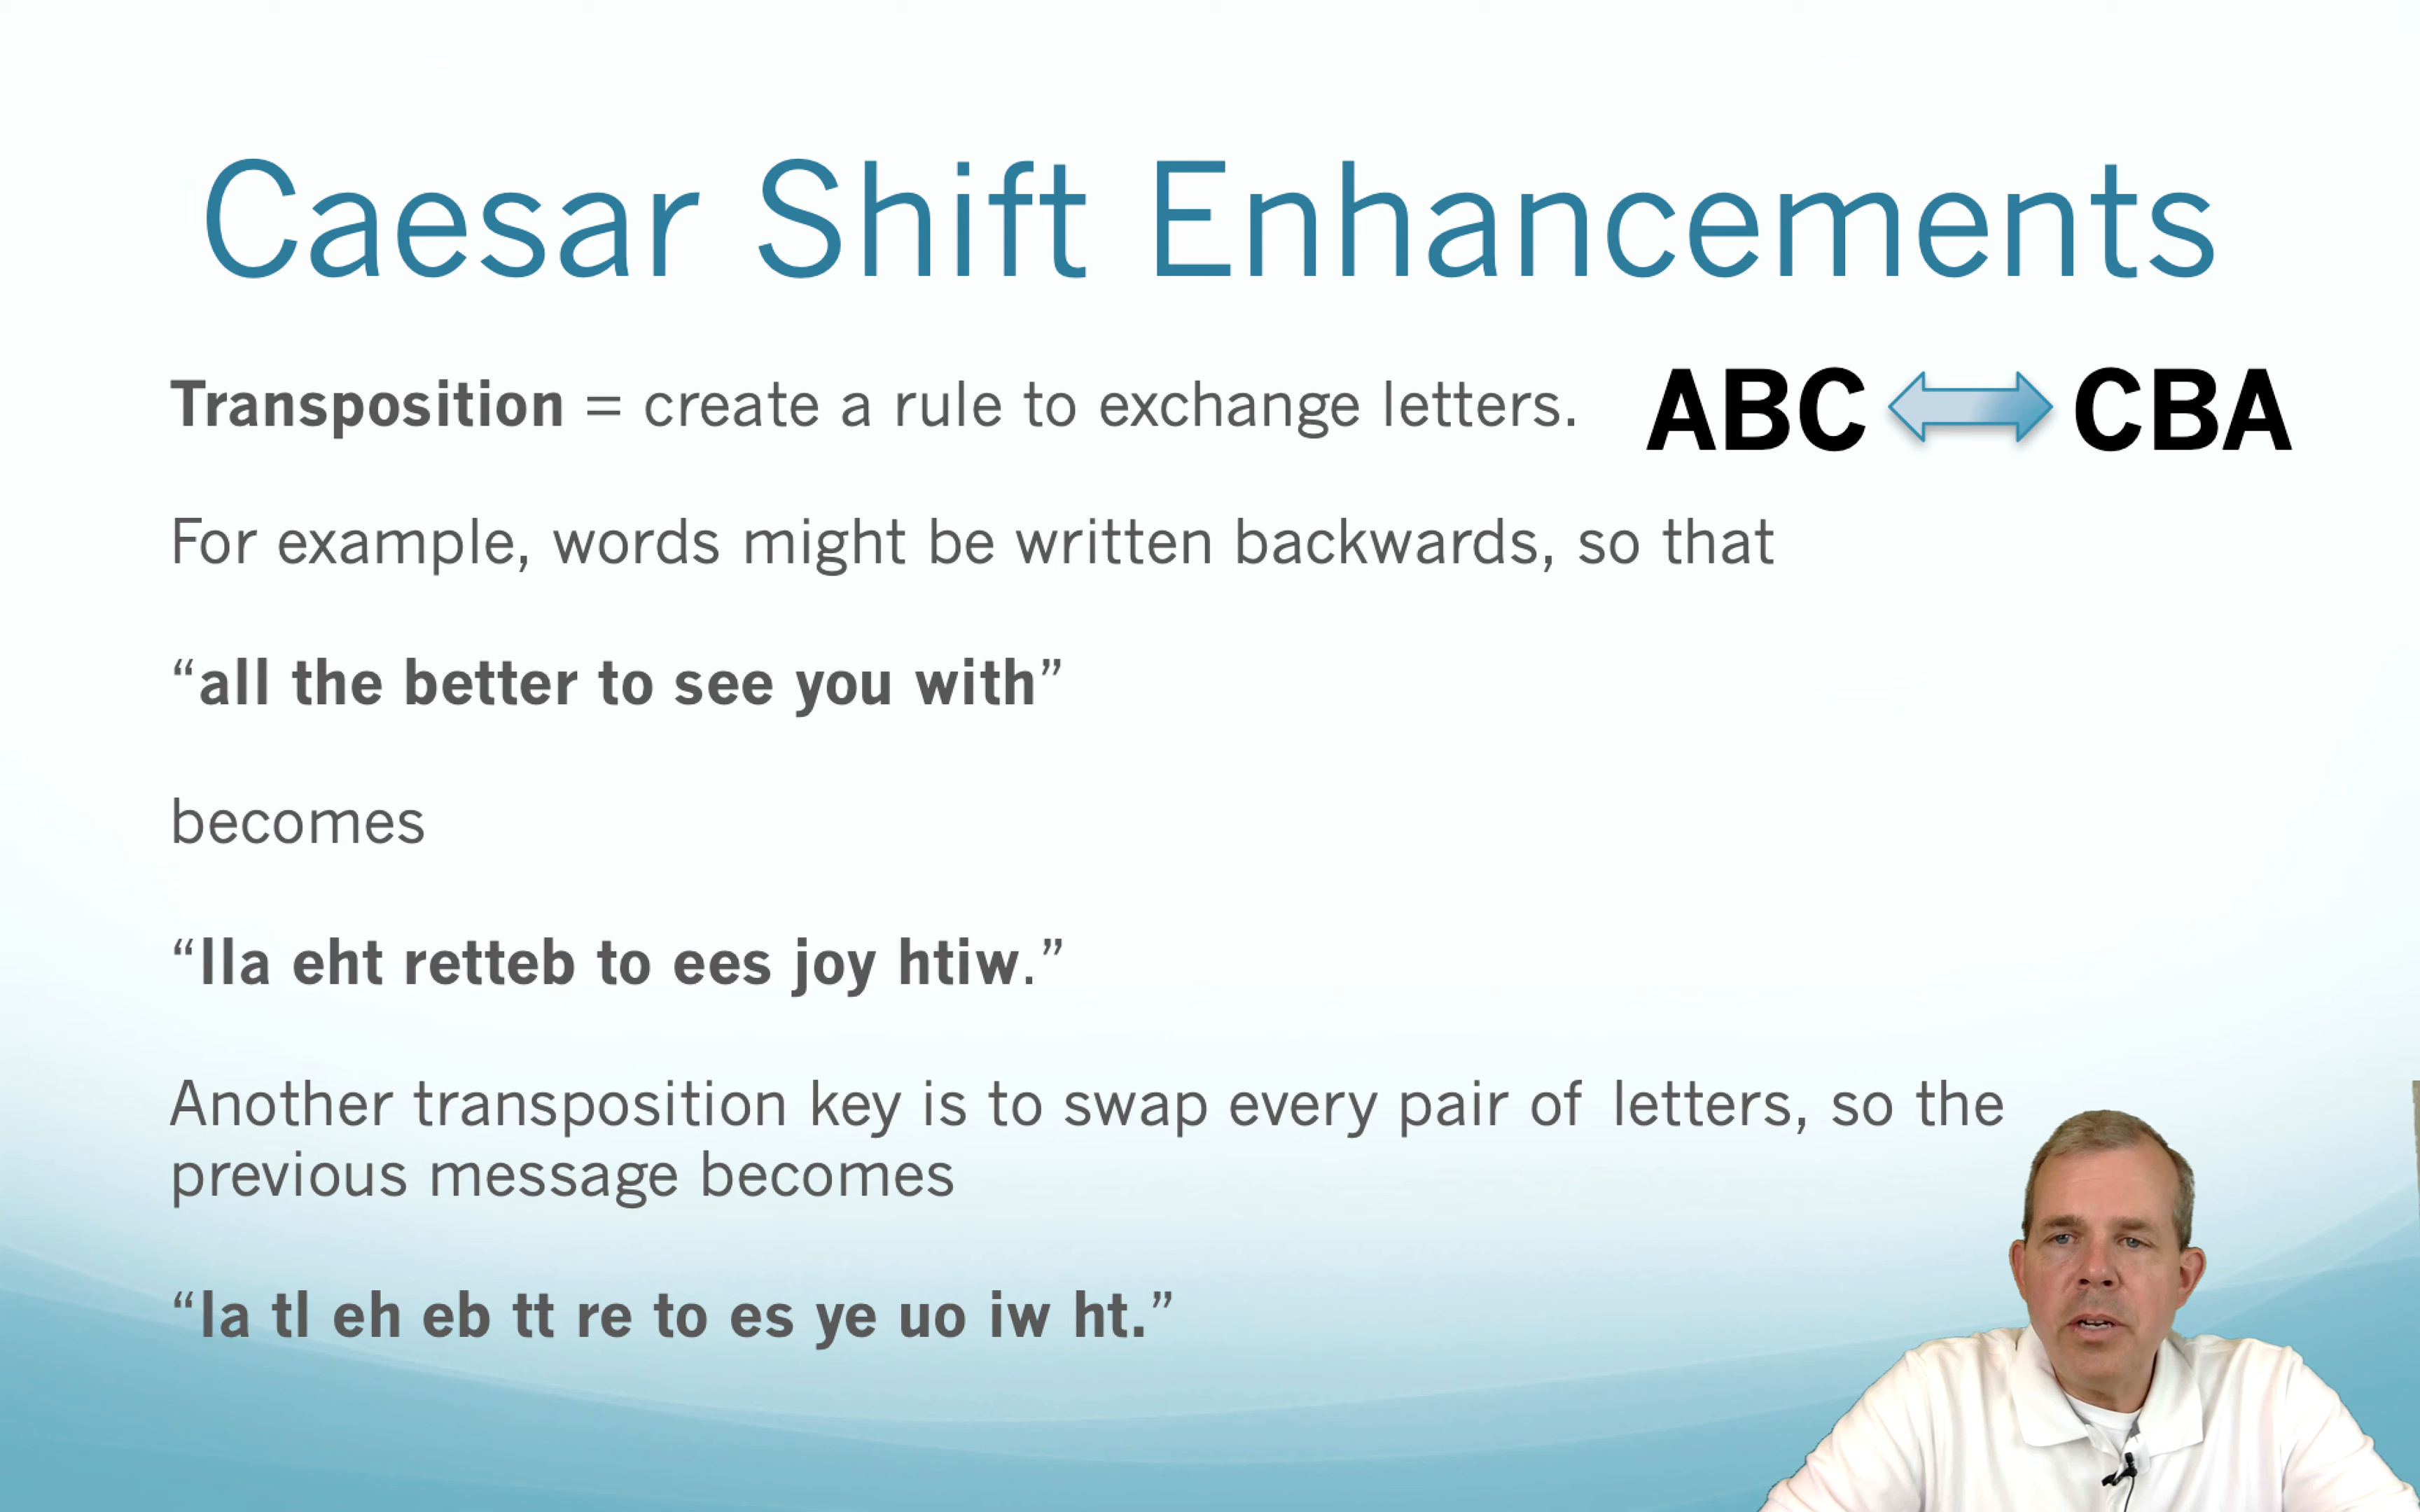 Caesar Shift Enhancements
Transposition = create a rule to exchange letters. ABC CBA
For example, words might be written backwards, so that
“all the better to see you with”
becomes
“lla eht retteb to ees joy htiw.”
Another transposition key is to swap every pair of letters, so the
previous message becomes
“la tl eh eb tt re to es ye uo iw ht.”